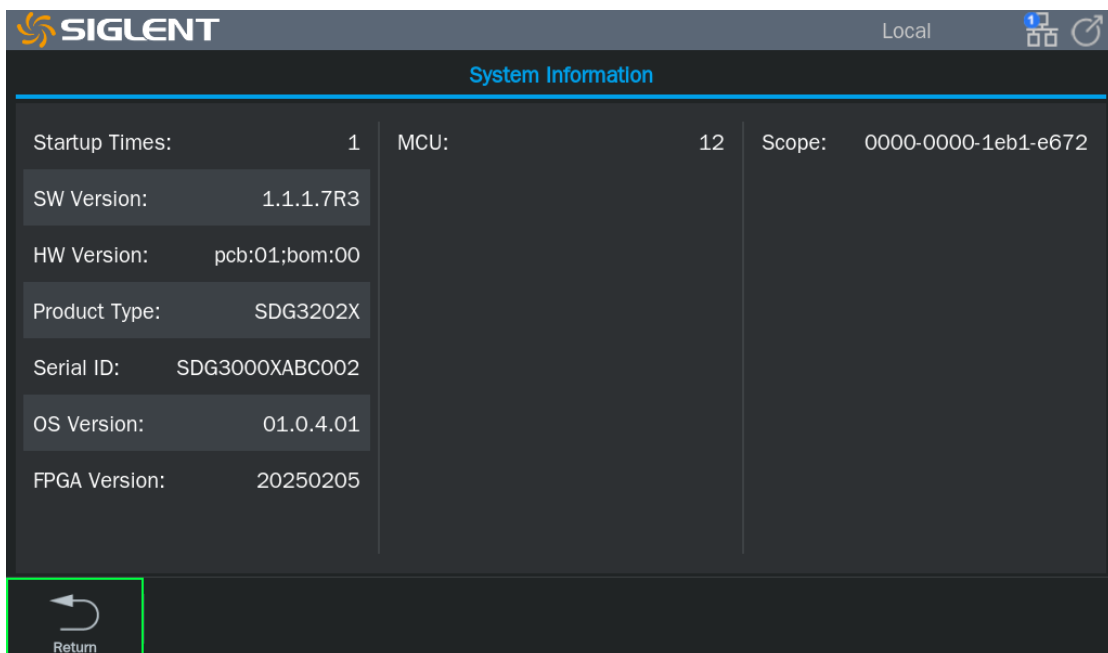 SIGLENT
Local
1
System Information
Startup Times: 1
SW Version: 1.1.1.7R3
HW Version: pcb:01;bom:00
Product Type: SDG3202X
Serial ID: SDG3000XABC002
OS Version: 01.0.4.01
FPGA Version: 20250205
MCU: 12
Scope: 0000-0000-1eb1-e672
Return